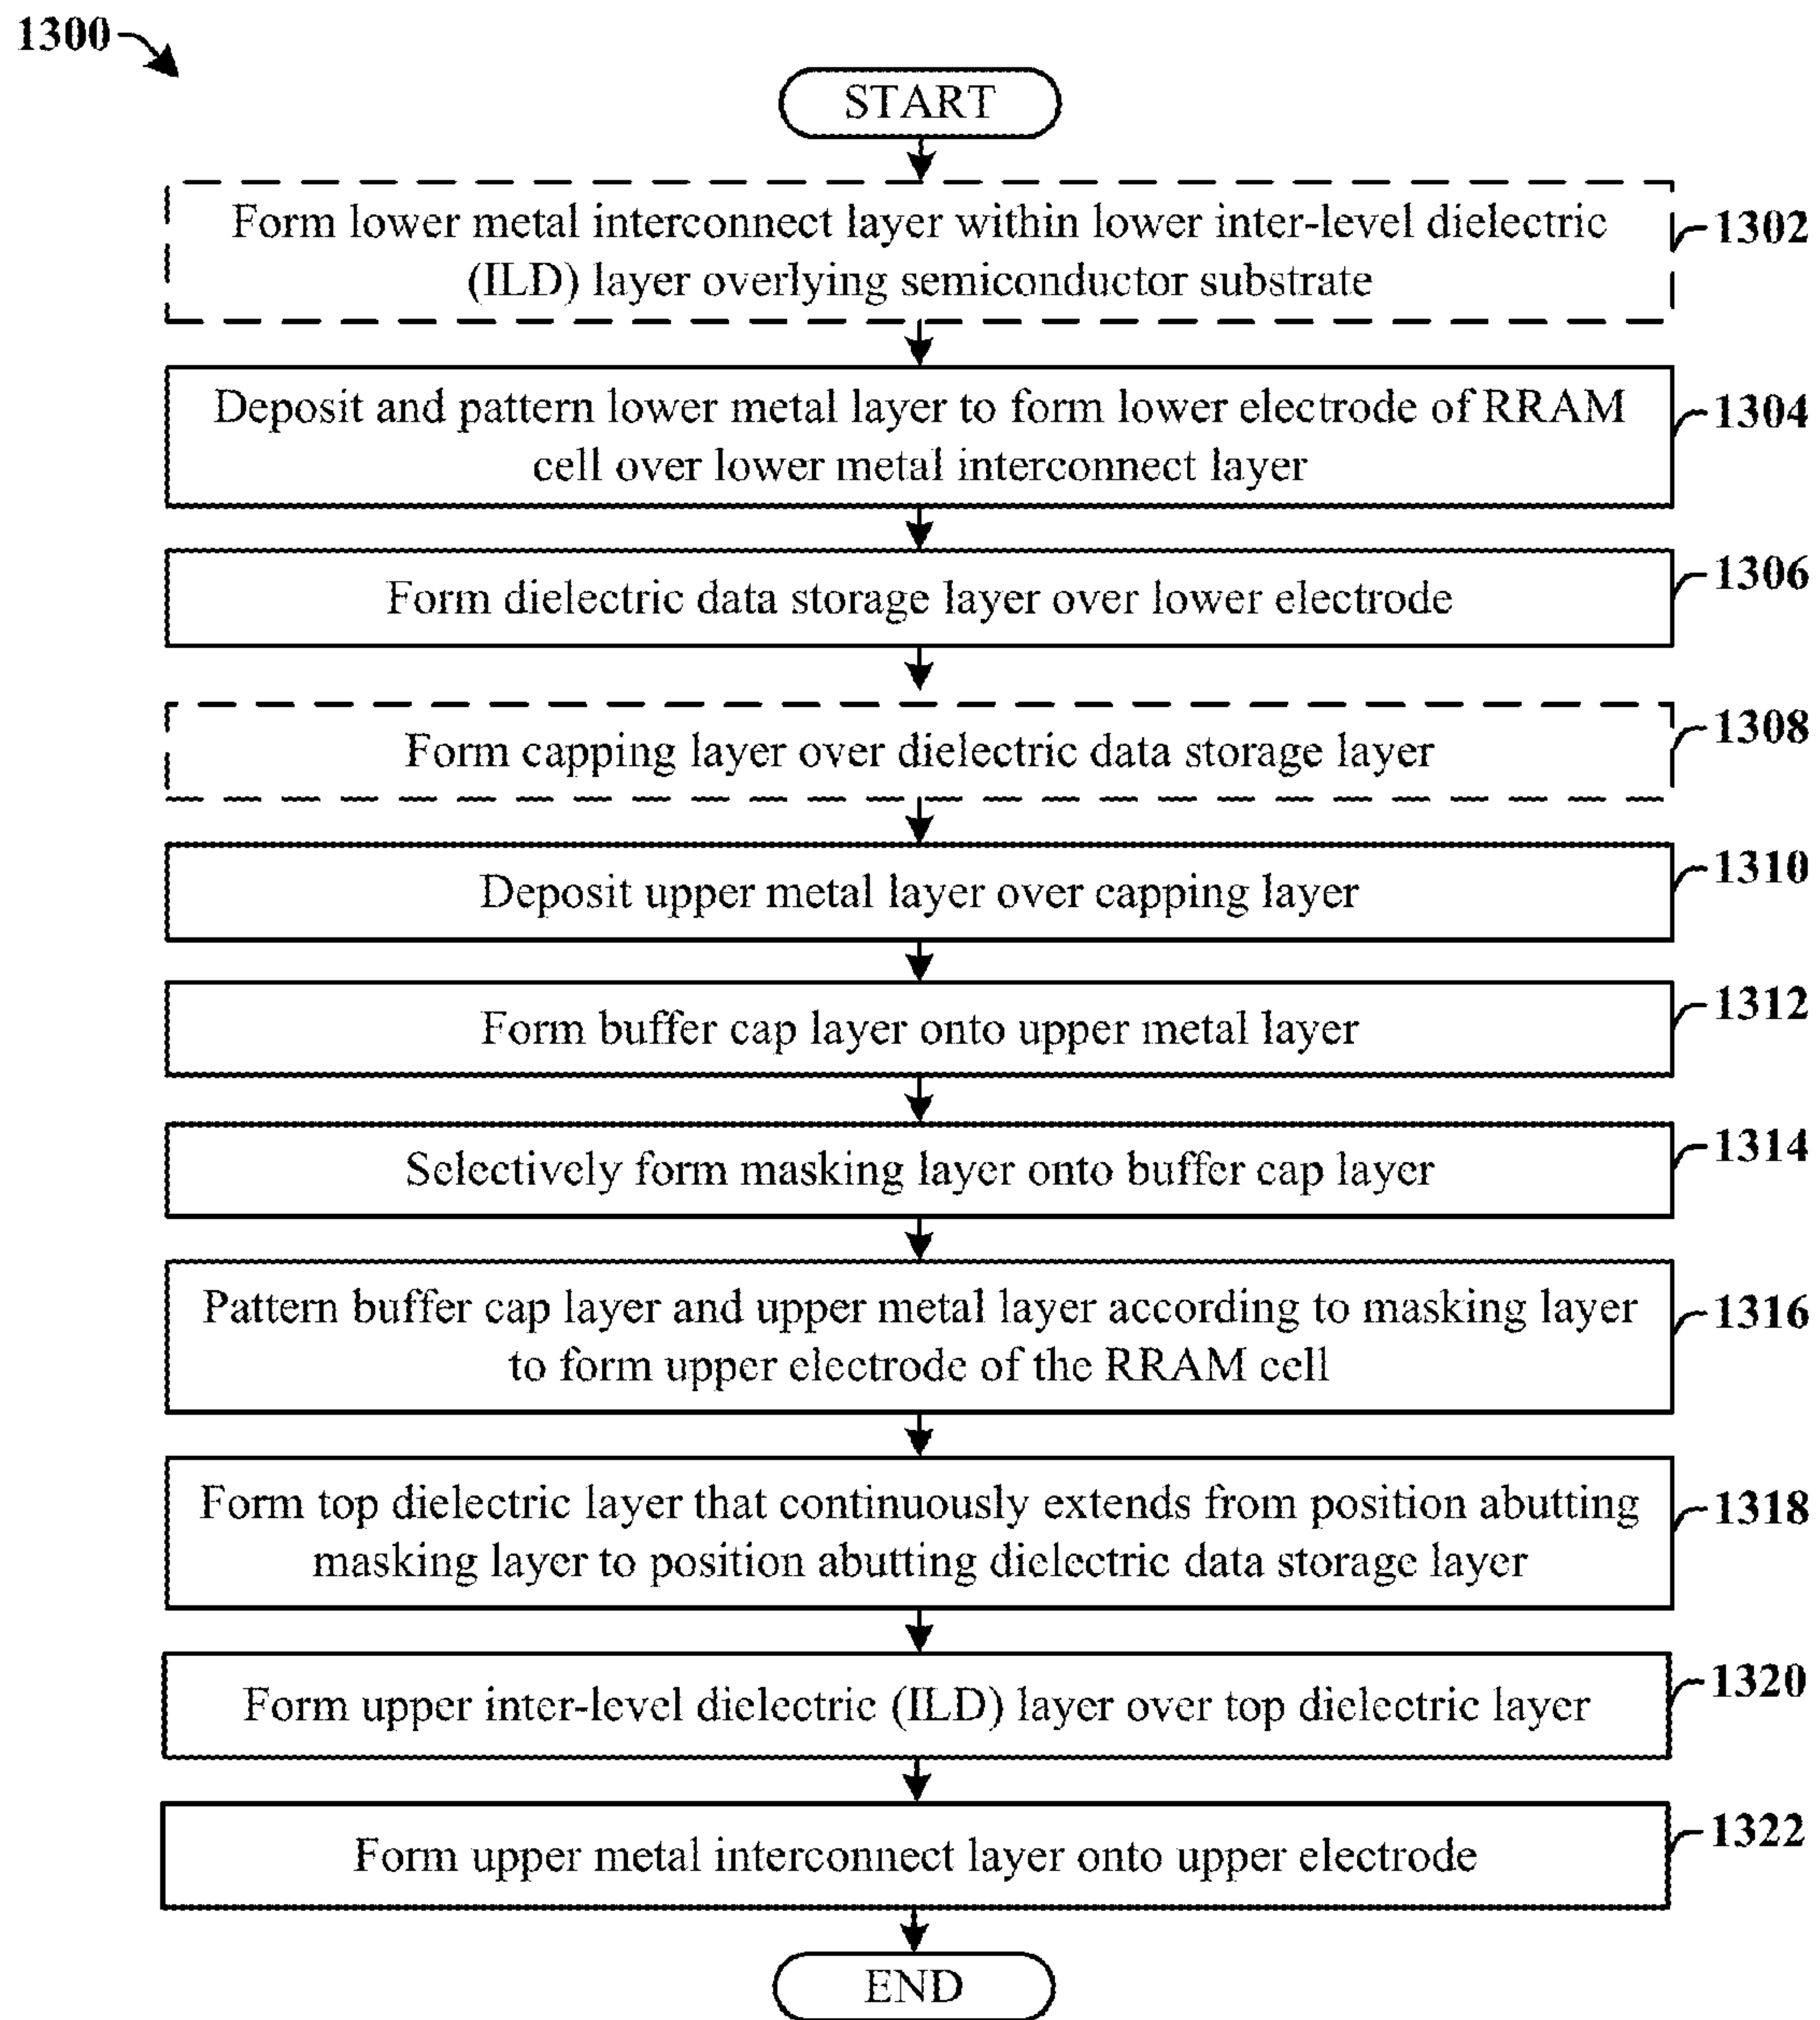 1300
START
Form lower metal interconnect layer within lower inter-level dielectric
(ILD) layer overlying semiconductor substrate
1302
Deposit and pattern lower metal layer to form lower electrode of RRAM
cell over lower metal interconnect layer
1304
Form dielectric data storage layer over lower electrode
1306
Form capping layer over dielectric data storage layer
1308
Deposit upper metal layer over capping layer
1310
Form buffer cap layer onto upper metal layer
1312
Selectively form masking layer onto buffer cap layer
1314
Pattern buffer cap layer and upper metal layer according to masking layer
to form upper electrode of the RRAM cell
1316
Form top dielectric layer that continuously extends from position abutting
masking layer to position abutting dielectric data storage layer
1318
Form upper inter-level dielectric (ILD) layer over top dielectric layer
1320
Form upper metal interconnect layer onto upper electrode
1322
END